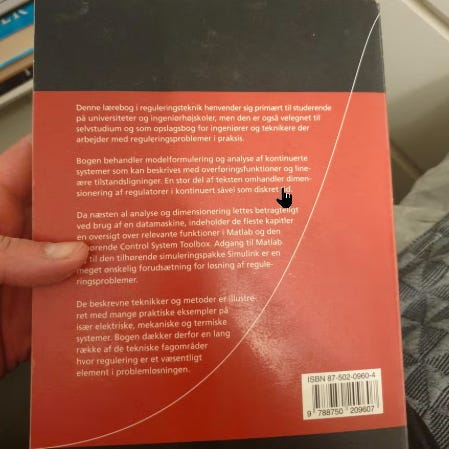 Denne lærebog i reguleringsteknik henvender sig primært til studerende
på universiteter og ingeniørhøjskoler, men den er også velegnet til
selvstudium og som opslagbog for ingeniører og teknikere der
arbejder med reguleringsproblemer i praksis.
Bogen behandler modelformulering og analyse af kontinuerte
systemer som kan beskrives med overføringsfunktioner og line-
ære tilstandsligninger. En stor del af teksten omhandler dimen-
sionering af regulatorer i kontinuert såvel som diskret
Da næsten al analyse og dimensionering lettes betragteligt
ved brug af en datamaskine, indeholder de fleste kapitler
en oversigt over relevante funktioner i Matlab og den
Control System Toolbox. Adgang til Matlab
til den tilhørende simuleringspakke Simulink er en
meget ønskelig forudsætning for løsning af regule-
ringsproblemer.
De beskrevne teknikker og metoder er illustre-
ret med mange praktiske eksempler på
især elektriske, mekaniske og termiske
systemer. Bogen dækker derfor en lang
række af de tekniske fagområder
hvor regulering er et væsentligt
element i problemløsningen.
ISBN 87-502-0960-4
9 788750 209607